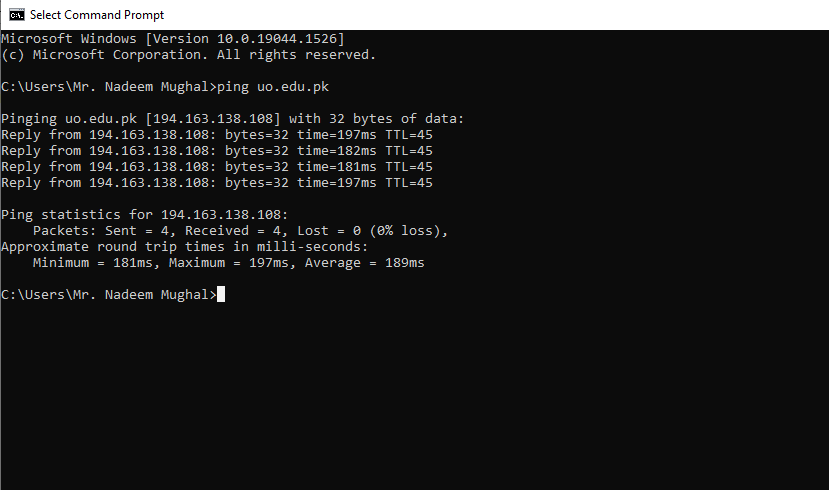 Select Command Prompt
Microsoft Windows [Version 10.0.19044.1526]
(c) Microsoft Corporation. All rights reserved.
C:\Users\Mr. Nadeem Mughal>ping uo.edu.pk
Pinging uo.edu.pk [194.163.138.108] with 32 bytes of data:
Reply from 194.163.138.108: bytes=32 time=197ms TTL=45
Reply from 194.163.138.108: bytes=32 time=182ms TTL=45
Reply from 194.163.138.108: bytes=32 time=181ms TTL=45
Reply from 194.163.138.108: bytes=32 time=197ms TTL=45
Ping statistics for 194.163.138.108:
    Packets: Sent = 4, Received = 4, Lost = 0 (0% loss),
Approximate round trip times in milli-seconds:
    Minimum = 181ms, Maximum = 197ms, Average = 189ms
C:\Users\Mr. Nadeem Mughal>